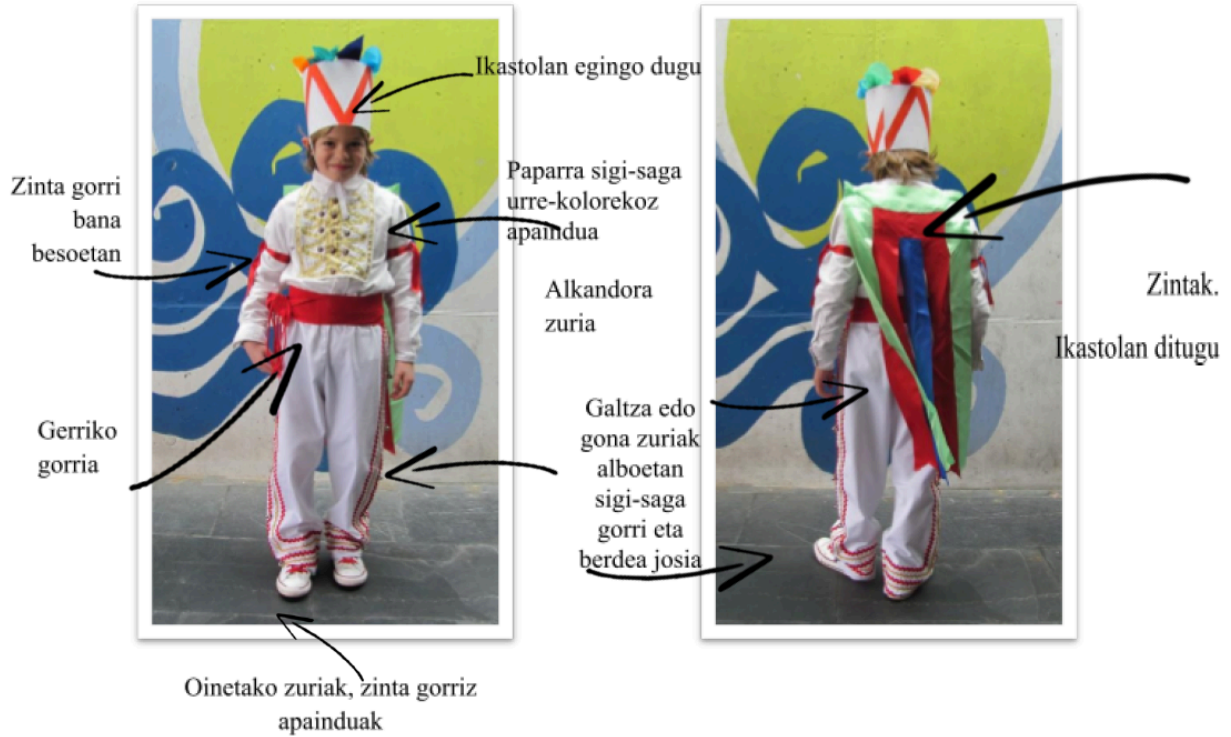 Ikastolan egingo dugu
Zinta gorri
bana
besoetan
Paparra sigi-saga
urre-kolorekoz
apaindua
Alkandora
zuria
Zintak.
Ikastolan ditugu
Gerriko
gorria
Galtza edo
gona zuriak
alboetan
sigi-saga
gorri eta
berdea josia
Oinetako zuriak, zinta gorriz
apainduak